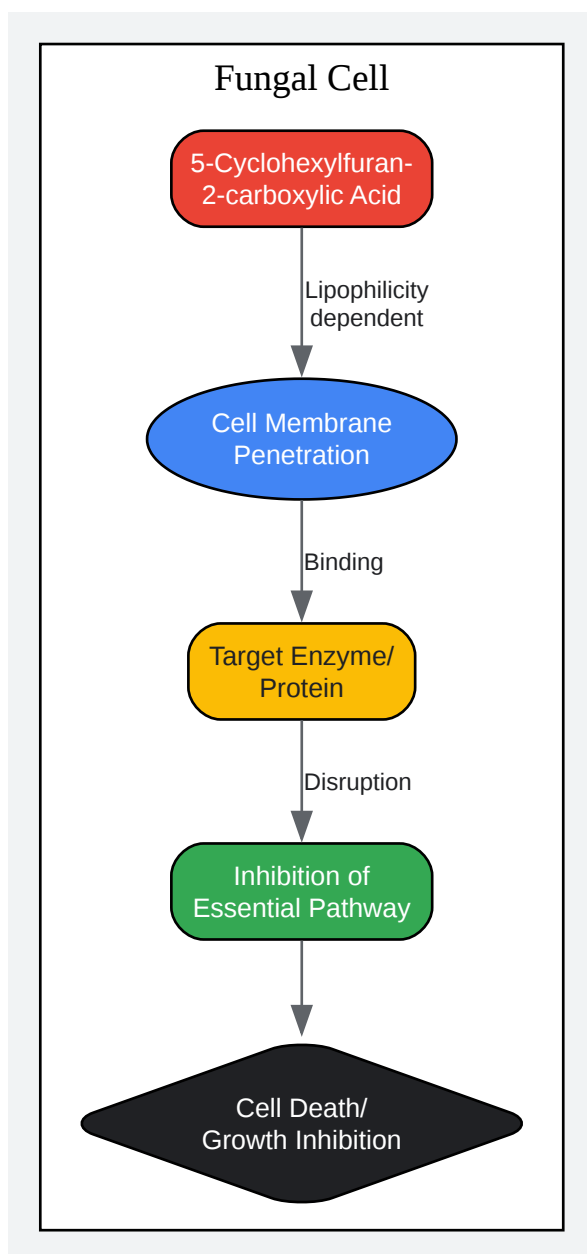 Fungal Cell
5-Cyclohexylfuran-
2-carboxylic Acid
Lipophilicity
dependent
Cell Membrane
Penetration
Binding
Target Enzyme/
Protein
Disruption
Inhibition of
Essential Pathway
Cell Death/
Growth Inhibition